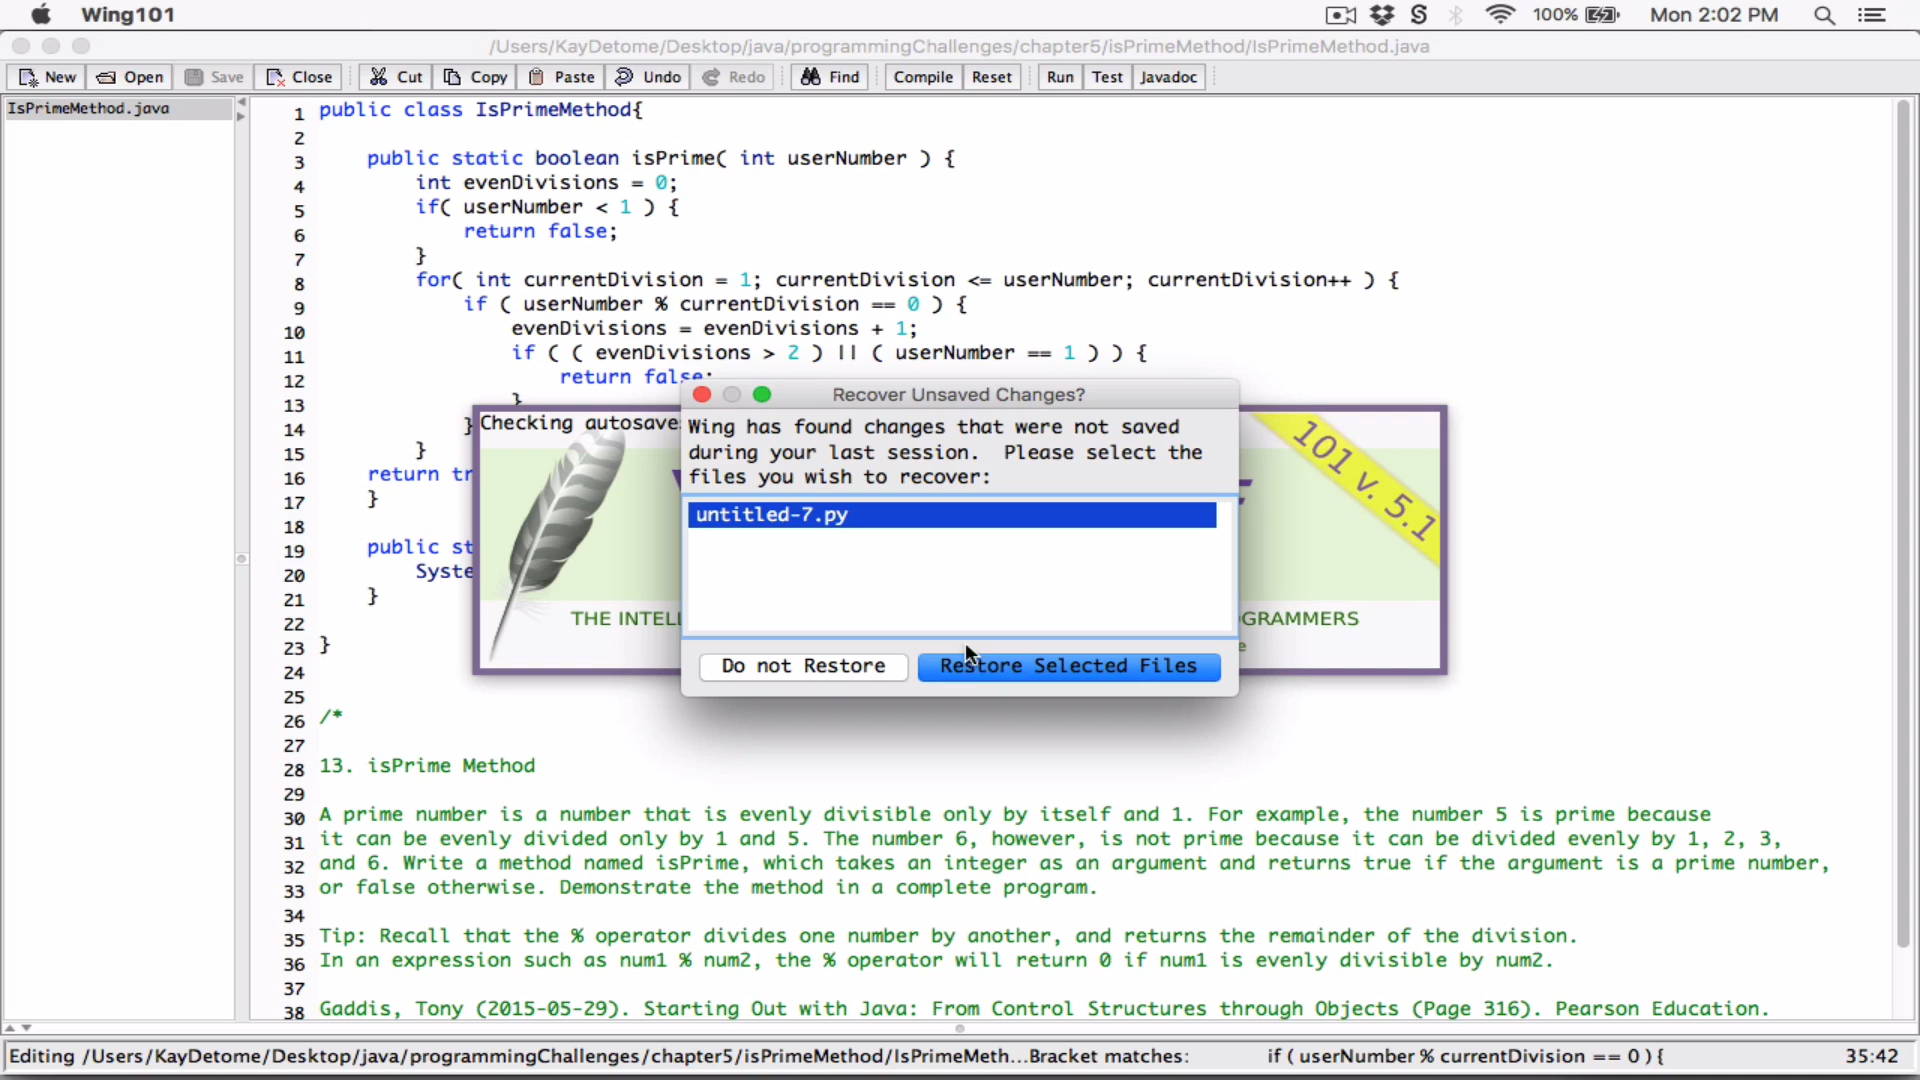 Wing101
100%
Mon 2:02 PM
/Users/KayDetome/Desktop/java/programmingChallenges/chapter5/isPrimeMethod/IsPrimeMethod.java
New Open Save Close Cut Copy Paste Undo Redo Find Compile Reset Run Test Javadoc
IsPrimeMethod.java
1 public class IsPrimeMethod{
2
3 public static boolean isPrime( int userNumber ) {
4 int evenDivisions = 0;
5 if( userNumber < 1 ) {
6 return false;
7 }
8 for( int currentDivision = 1; currentDivision <= userNumber; currentDivision++ ) {
9 if ( userNumber % currentDivision == 0 ) {
10 evenDivisions = evenDivisions + 1;
11 if ( ( evenDivisions > 2 ) || ( userNumber == 1 ) ) {
12 return false;
13 }
14 }
15 }
16 return tr
17 }
18
19 public st
20 Syste
21 }
22
23 }
24
25
26 /*
27
28 13. isPrime Method
29
30 A prime number is a number that is evenly divisible only by itself and 1. For example, the number 5 is prime because
31 it can be evenly divided only by 1 and 5. The number 6, however, is not prime because it can be divided evenly by 1, 2, 3,
32 and 6. Write a method named isPrime, which takes an integer as an argument and returns true if the argument is a prime number,
33 or false otherwise. Demonstrate the method in a complete program.
34
35 Tip: Recall that the % operator divides one number by another, and returns the remainder of the division.
36 In an expression such as num1 % num2, the % operator will return 0 if num1 is evenly divisible by num2.
37
38 Gaddis, Tony (2015-05-29). Starting Out with Java: From Control Structures through Objects (Page 316). Pearson Education.
Checking autosave
101 v. 5.1
THE INTELL
OGRAMMERS
Recover Unsaved Changes?
Wing has found changes that were not saved
during your last session. Please select the
files you wish to recover:
untitled-7.py
Do not Restore
Restore Selected Files
Editing /Users/KayDetome/Desktop/java/programmingChallenges/chapter5/isPrimeMethod/IsPrimeMeth...Bracket matches: if ( userNumber % currentDivision == 0 ) { 35:42